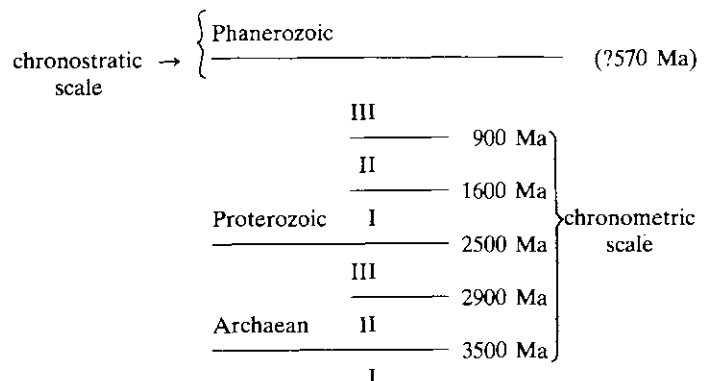 Phanerozoic
chronostratic →
scale
(?570 Ma)
III
900 Ma
II
1600 Ma
Proterozoic I
chronometric
scale
2500 Ma
III
2900 Ma
Archaean II
3500 Ma
I